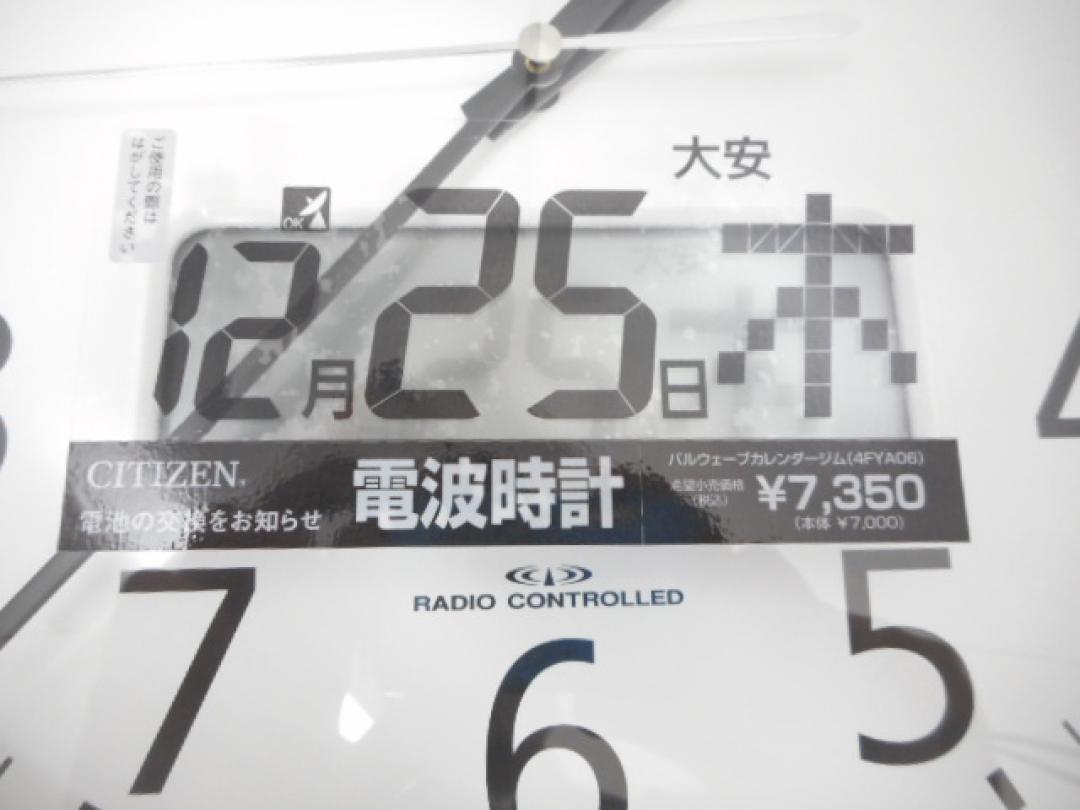 大安
ご使用の際は
はがしてください
OK
12月25日 木
CITIZEN
電池の交換をお知らせ
電波時計
パルウェーブカレンダージム(4FYA06)
希望小売価格
(税込)
¥7,350
(本体 ¥7,000)
RADIO CONTROLLED
7
6
5
4